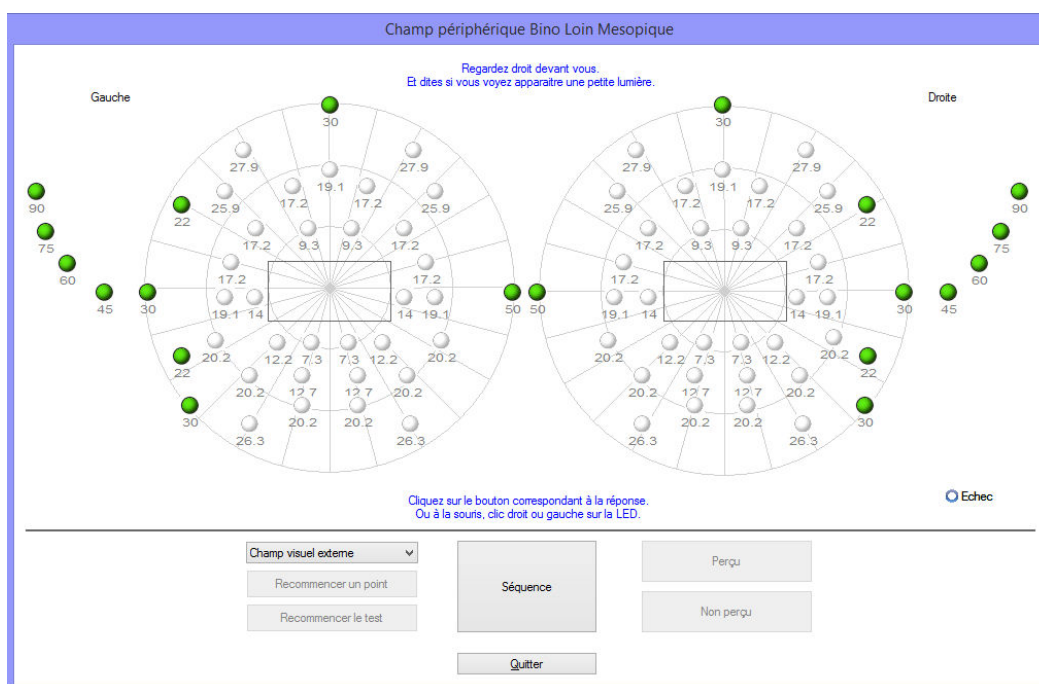 Champ périphérique Bino Loin Mesopique
Regardez droit devant vous.
Et dites si vous voyez apparaitre une petite lumière.
Gauche
Droite
30
30
27.9 27.9
27.9 27.9
19.1
19.1
90
25.9 17.2 17.2 25.9
25.9 17.2 17.2 25.9
90
22
22
75
17.2 9.3 9.3 17.2
17.2 9.3 9.3 17.2
75
60
17.2 17.2
17.2 17.2
60
45 30
19.1 14 14 19.1
50 50
19.1 14 14 19.1
30 45
20.2 12.2 7.3 7.3 12.2 20.2
20.2 12.2 7.3 7.3 12.2 20.2
22
22
20.2 12.7 12.7 20.2
20.2 12.7 12.7 20.2
30
20.2 20.2
20.2 20.2
30
26.3 26.3
26.3 26.3
Cliquez sur le bouton correspondant à la réponse.
Ou à la souris, clic droit ou gauche sur la LED.
Echec
Champ visuel externe
Recommencer un point
Recommencer le test
Séquence
Perçu
Non perçu
Quitter